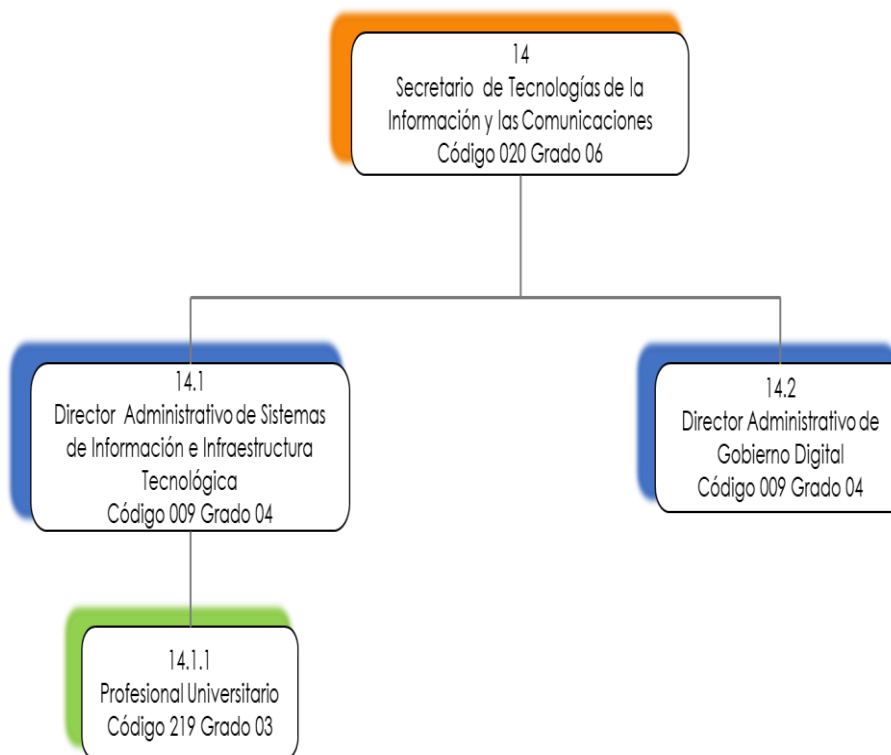 14
Secretario de Tecnologías de la
Información y las Comunicaciones
Código 020 Grado 06
14.1
Director Administrativo de Sistemas
de Información e Infraestructura
Tecnológica
Código 009 Grado 04
14.2
Director Administrativo de
Gobierno Digital
Código 009 Grado 04
14.1.1
Profesional Universitario
Código 219 Grado 03